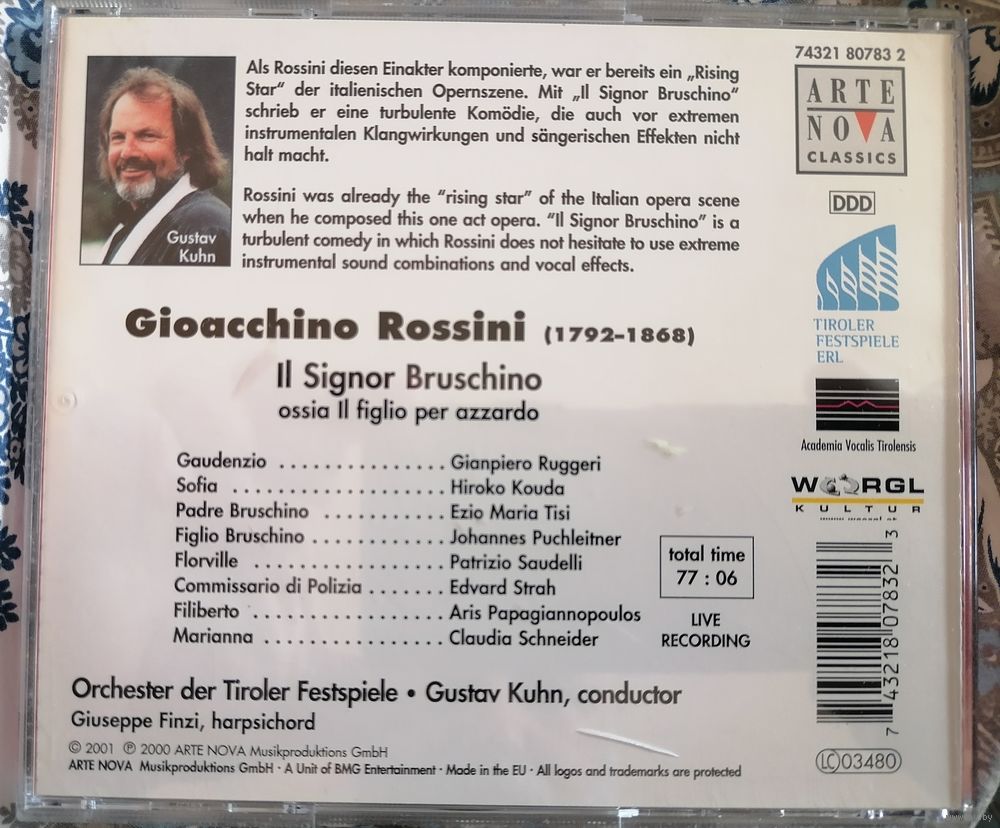 Als Rossini diesen Einakter komponierte, war er bereits ein „Rising
Star“ der italienischen Opernszene. Mit „Il Signor Bruschino“
schrieb er eine turbulente Komödie, die auch vor extremen
instrumentalen Klangwirkungen und sängerischen Effekten nicht
halt macht.
Rossini was already the “rising star” of the Italian opera scene
when he composed this one act opera. “Il Signor Bruschino” is a
turbulent comedy in which Rossini does not hesitate to use extreme
instrumental sound combinations and vocal effects.
Gustav
Kuhn
74321 80783 2
ARTE
NOVA
CLASSICS
DDD
TIROLER
FESTSPIELE
ERL
Academia Vocalis Tirolensis
WÖRGL
KULTUR
Gioacchino Rossini (1792–1868)
Il Signor Bruschino
ossia Il figlio per azzardo
Gaudenzio ............... Gianpiero Ruggeri
Sofia ................... Hiroko Kouda
Padre Bruschino .......... Ezio Maria Tisi
Figlio Bruschino ............ Johannes Puchleitner
Florville ................. Patrizio Saudelli
Commissario di Polizia ....... Edvard Strah
Filiberto ................. Aris Papagiannopoulos
Marianna ................ Claudia Schneider
total time
77 : 06
LIVE
RECORDING
Orchester der Tiroler Festspiele • Gustav Kuhn, conductor
Giuseppe Finzi, harpsichord
© 2001 ℗ 2000 ARTE NOVA Musikproduktions GmbH
ARTE NOVA Musikproduktions GmbH · A Unit of BMG Entertainment · Made in the EU · All logos and trademarks are protected
7 43218 07832 3
LC 03480